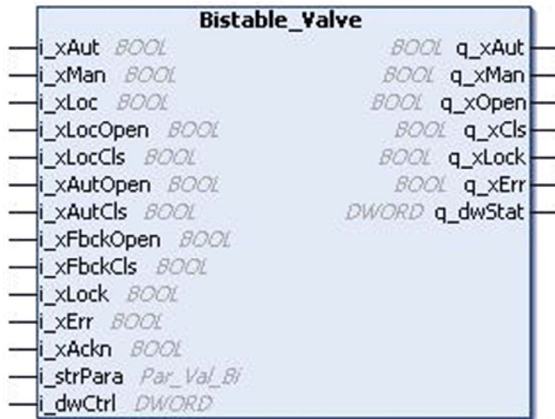 Bistable_Valve
i_xAut BOOL BOOL q_xAut
i_xMan BOOL BOOL q_xMan
i_xLoc BOOL BOOL q_xOpen
i_xLocOpen BOOL BOOL q_xCls
i_xLocCls BOOL BOOL q_xLock
i_xAutOpen BOOL BOOL q_xErr
i_xAutCls BOOL DWORD q_dwStat
i_xFbckOpen BOOL
i_xFbckCls BOOL
i_xLock BOOL
i_xErr BOOL
i_xAckn BOOL
i_strPara Par_Val_Bi
i_dwCtrl DWORD